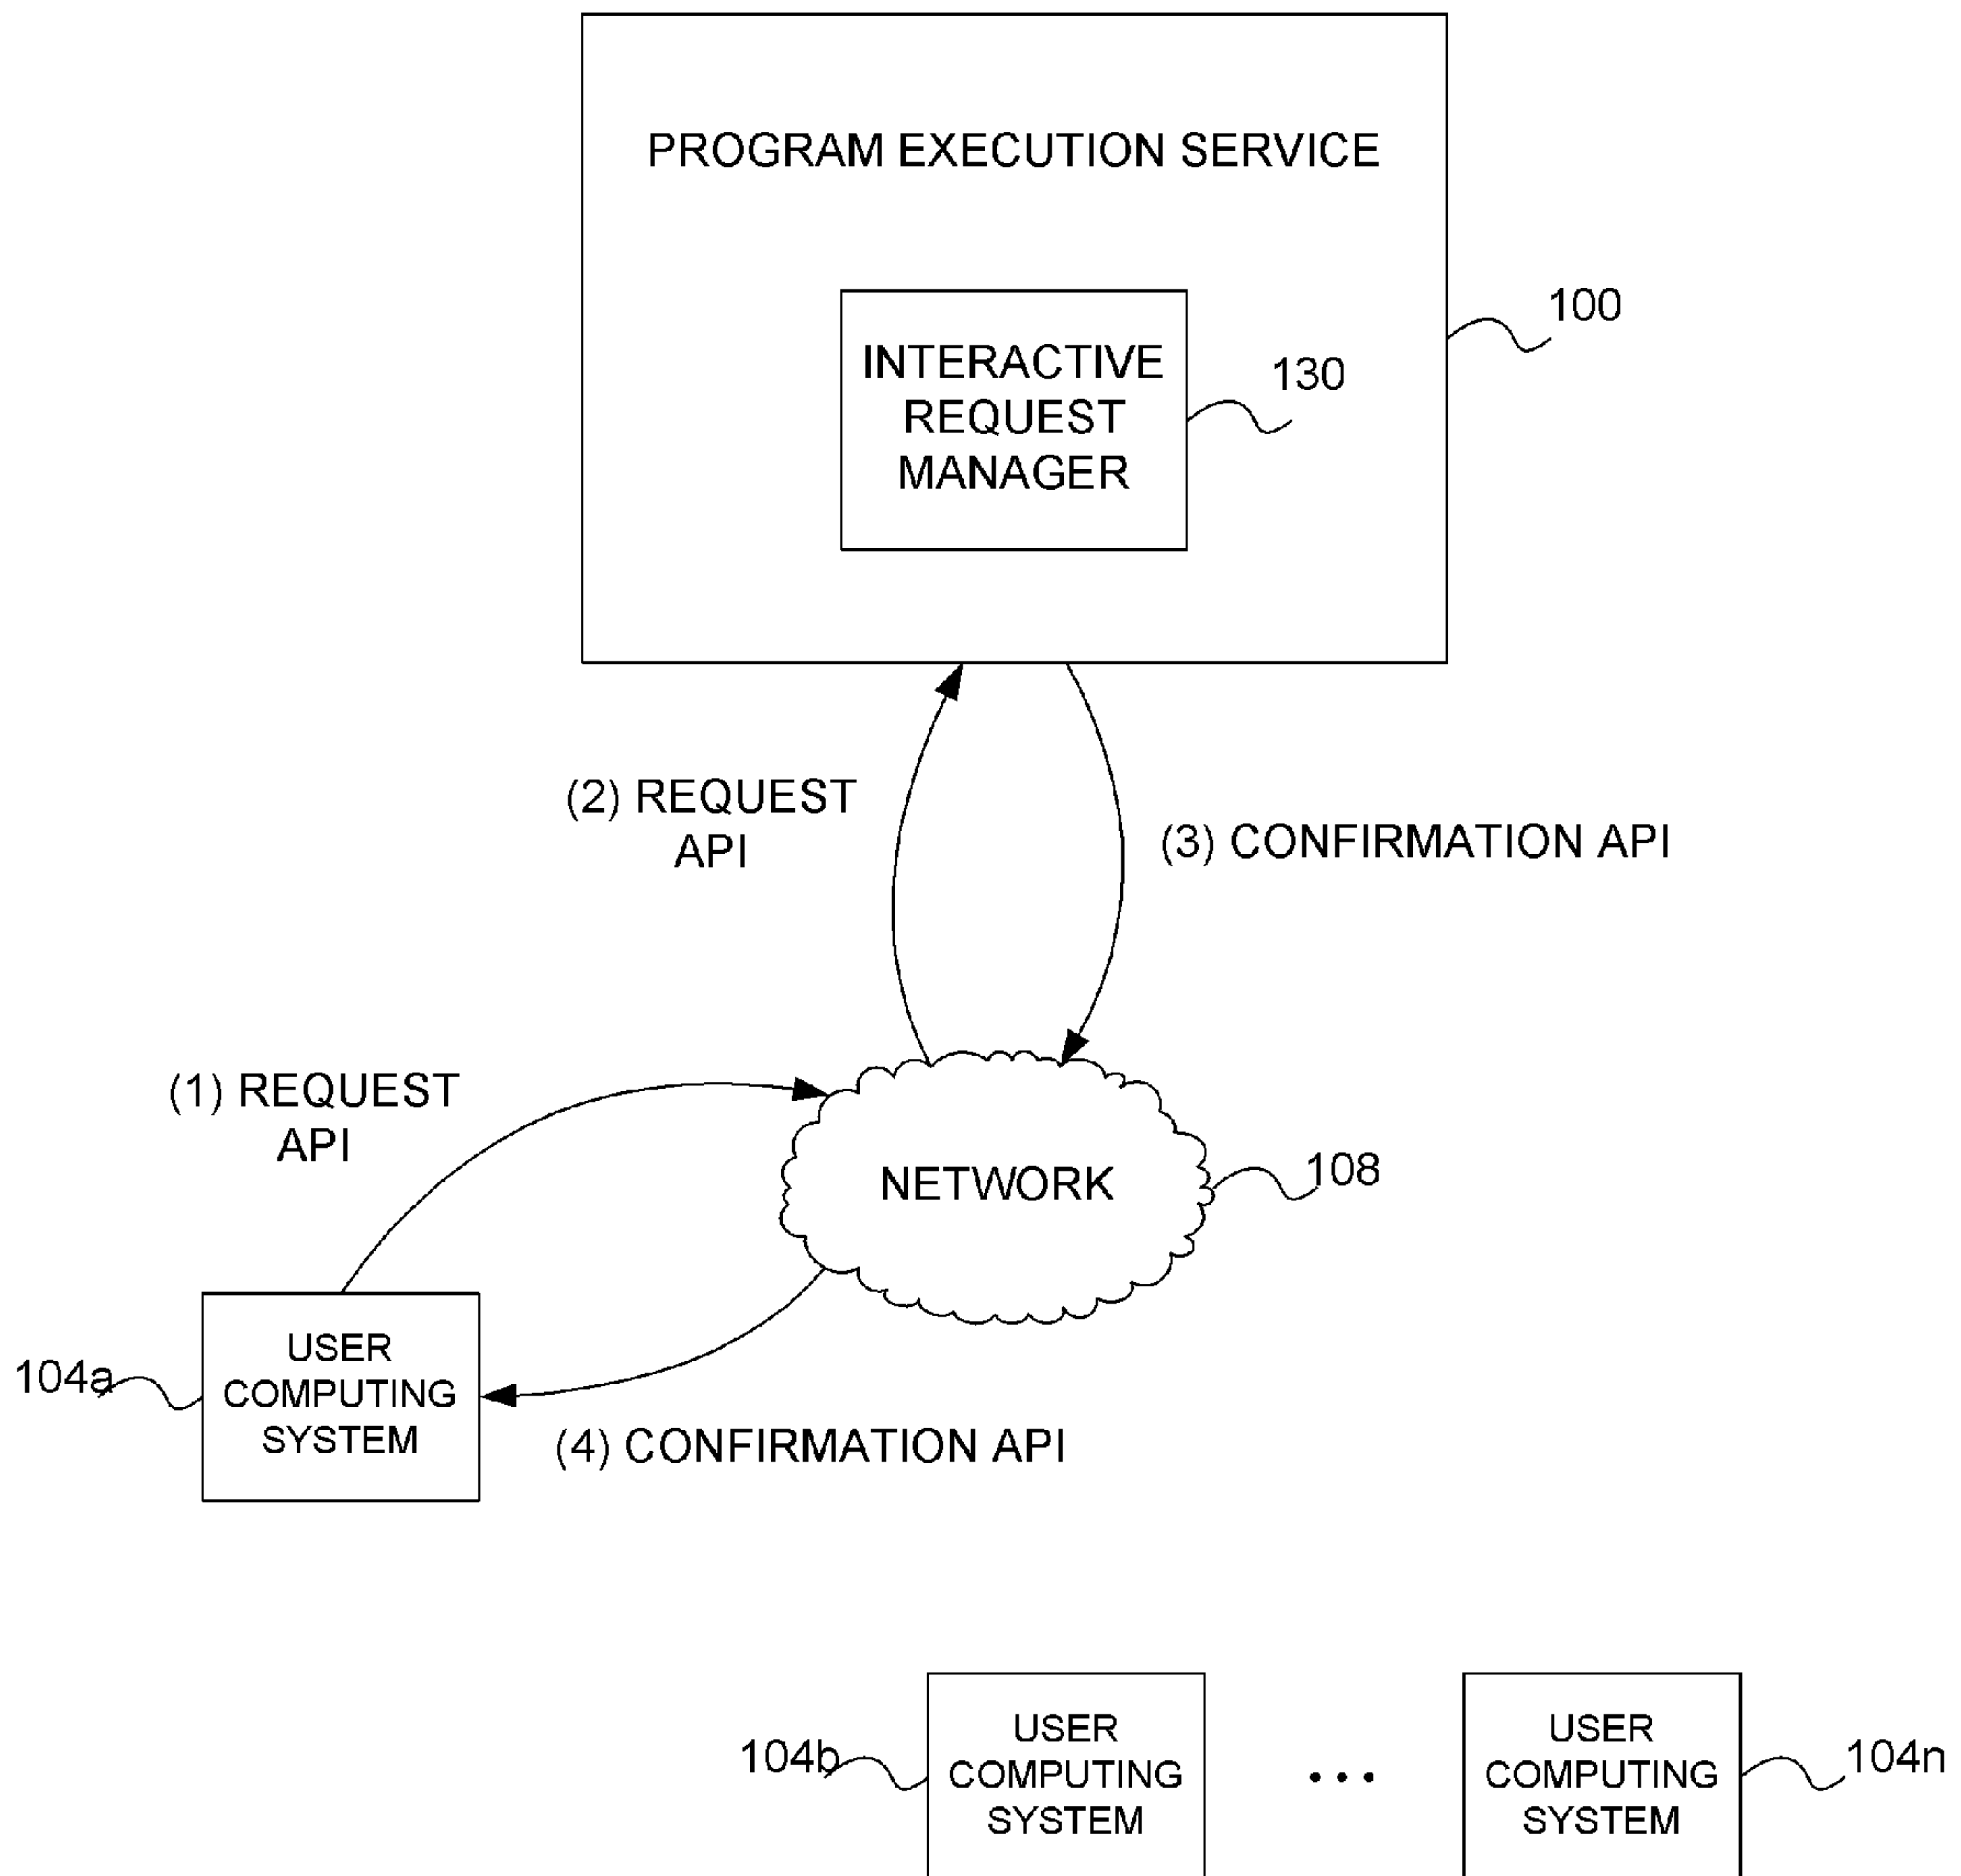 PROGRAM EXECUTION SERVICE
100
INTERACTIVE
REQUEST
MANAGER
130
(2) REQUEST
API
(3) CONFIRMATION API
(1) REQUEST
API
NETWORK
108
USER
COMPUTING
SYSTEM
104a
(4) CONFIRMATION API
USER
COMPUTING
SYSTEM
104b
...
USER
COMPUTING
SYSTEM
104n